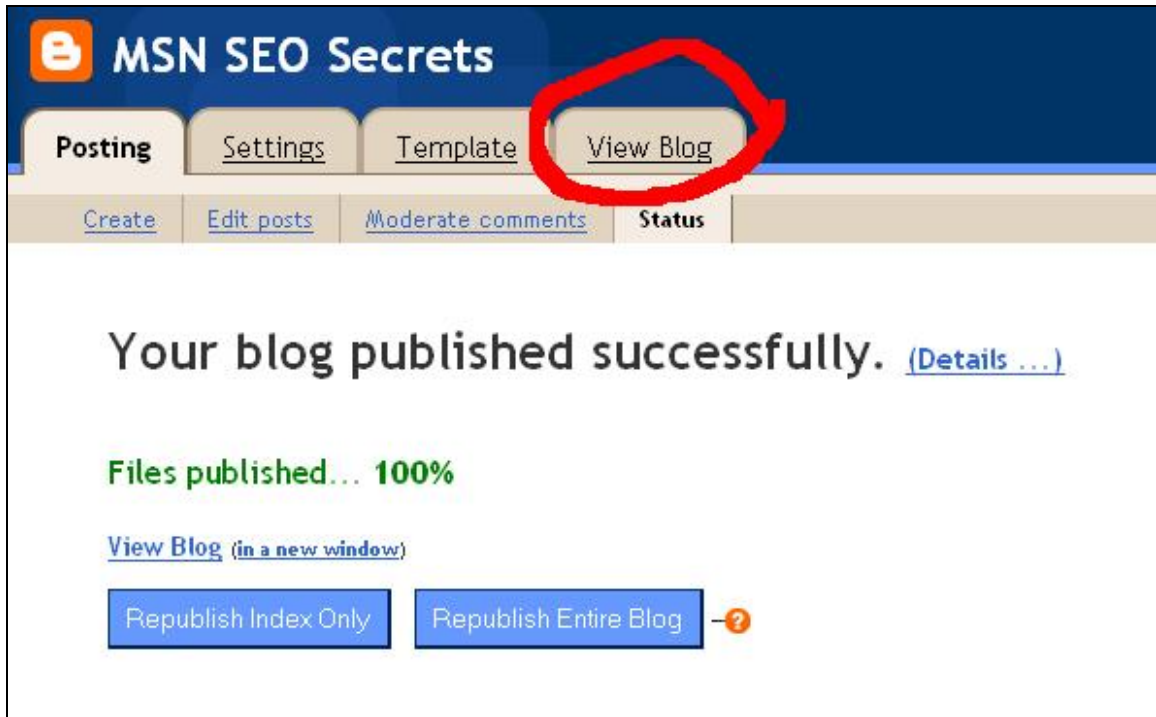 MSN SEO Secrets
Posting Settings Template View Blog
Create Edit posts Moderate comments Status
Your blog published successfully. (Details ...)
Files published... 100%
View Blog (in a new window)
Republish Index Only Republish Entire Blog ?